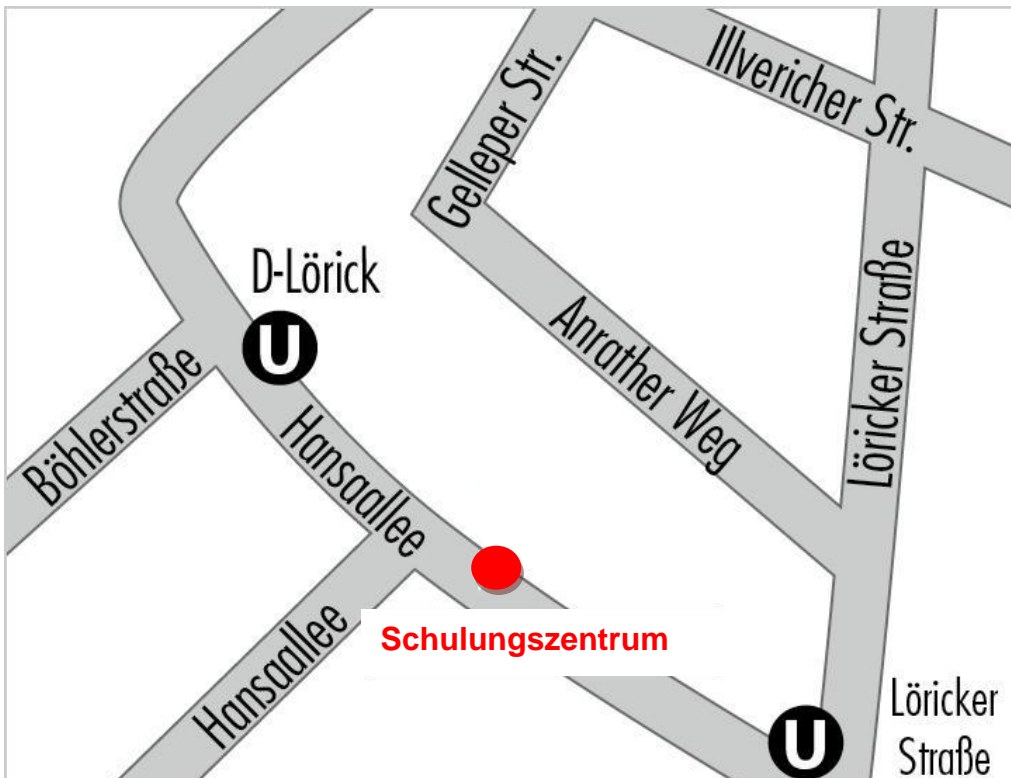 Illvericher Str.
Gelleper Str.
D-Lörick
U
Löricker Straße
Anrather Weg
Böhlerstraße
Hansaallee
Schulungszentrum
Hansaallee
Löricker
Straße
U